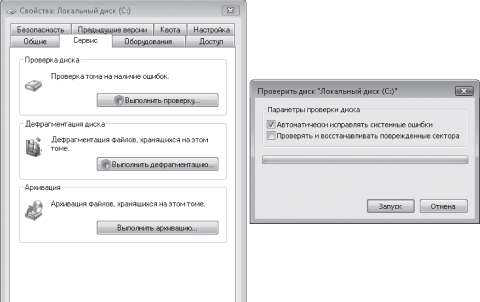 Свойства: Локальный диск (C:)
Безопасность
Предыдущие версии
Квота
Настройка
Общие
Сервис
Оборудование
Доступ
Проверка диска
Проверка тома на наличие ошибок.
Выполнить проверку...
Дефрагментация диска
Дефрагментация файлов, хранящихся на этом
томе.
Выполнить дефрагментацию...
Архивация
Архивация файлов, хранящихся на этом томе.
Выполнить архивацию...
Проверить диск "Локальный диск (C:)"
Параметры проверки диска
Автоматически исправлять системные ошибки
Проверять и восстанавливать поврежденные сектора
Запуск
Отмена